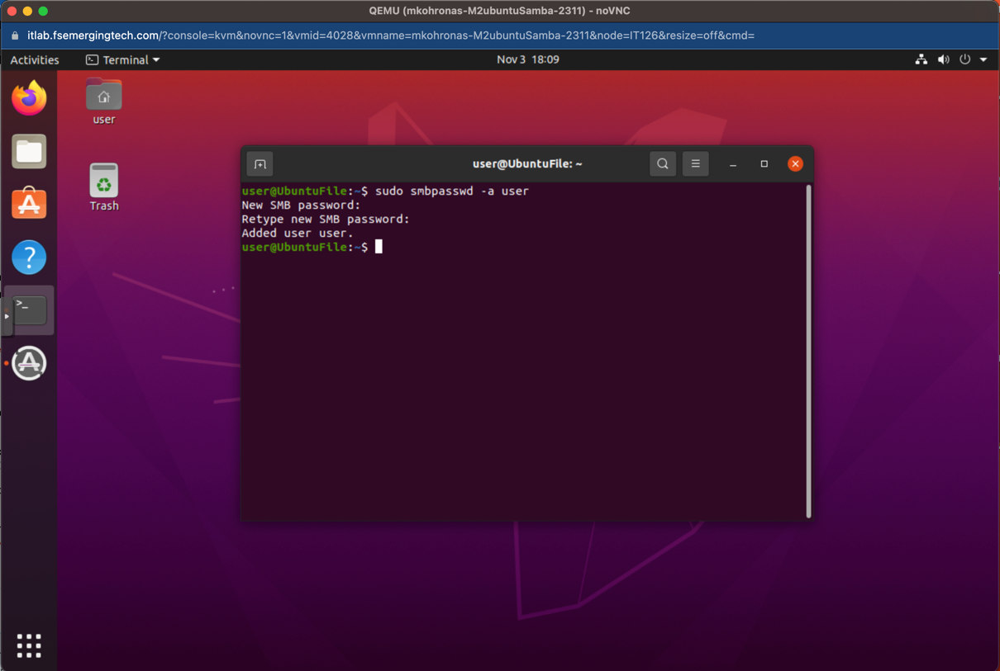 QEMU (mkohronas-M2ubuntuSamba-2311) - noVNC
itlab.fsemergingtech.com/?console=kvm&novnc=1&vmid=4028&vmname=mkohronas-M2ubuntuSamba-2311&node=IT126&resize=off&cmd=
Activities Terminal Nov 3 18:09
user
Trash
user@UbuntuFile: ~
user@UbuntuFile:~$ sudo smbpasswd -a user
New SMB password:
Retype new SMB password:
Added user user.
user@UbuntuFile:~$